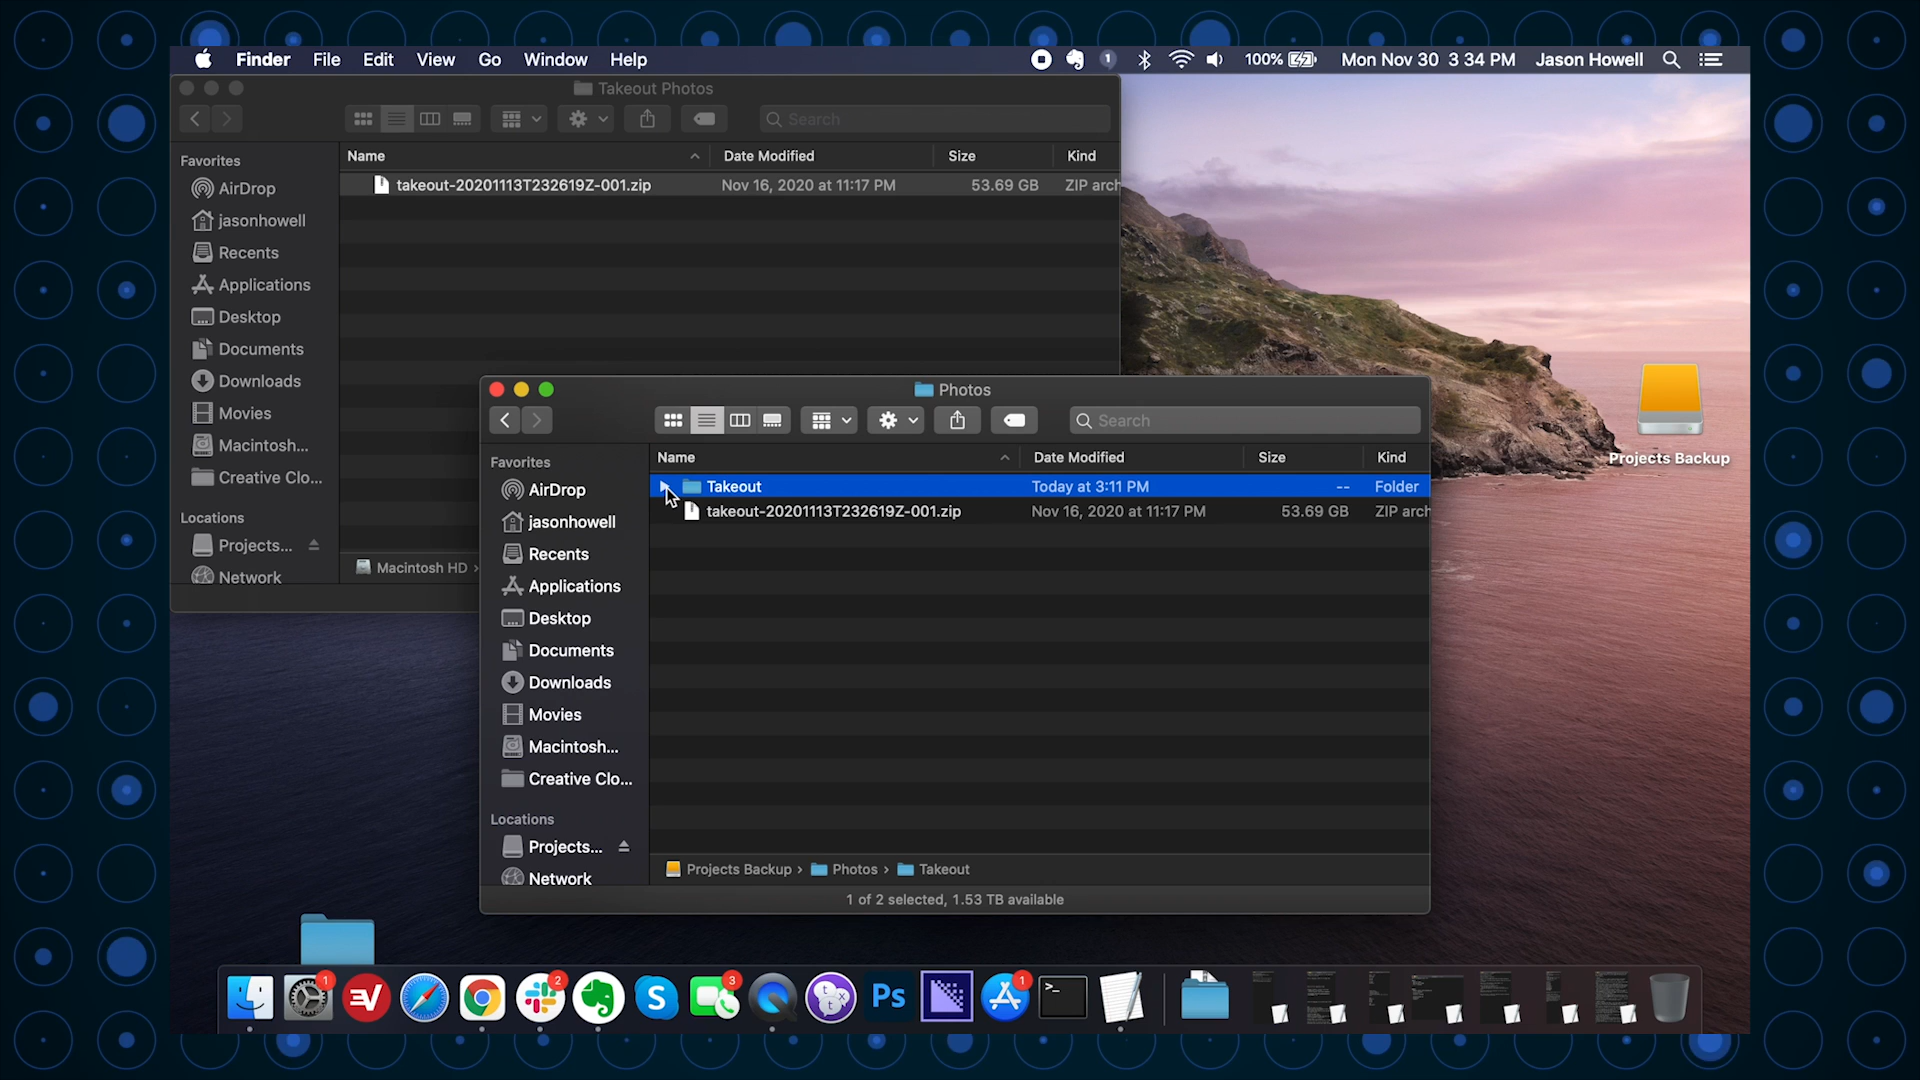 Finder File Edit View Go Window Help 1 100% Mon Nov 30 3 34 PM Jason Howell
Takeout Photos
Search
Favorites
AirDrop
jasonhowell
Recents
Applications
Desktop
Documents
Downloads
Movies
Macintosh...
Creative Clo...
Locations
Projects...
Network
Name Date Modified Size Kind
takeout-20201113T232619Z-001.zip Nov 16, 2020 at 11:17 PM 53.69 GB ZIP arch
Macintosh HD ›
Photos
Search
Favorites
AirDrop
jasonhowell
Recents
Applications
Desktop
Documents
Downloads
Movies
Macintosh...
Creative Clo...
Locations
Projects...
Network
Name Date Modified Size Kind
Takeout Today at 3:11 PM -- Folder
takeout-20201113T232619Z-001.zip Nov 16, 2020 at 11:17 PM 53.69 GB ZIP arch
Projects Backup › Photos › Takeout
1 of 2 selected, 1.53 TB available
Projects Backup
1 2 3 Ps 1